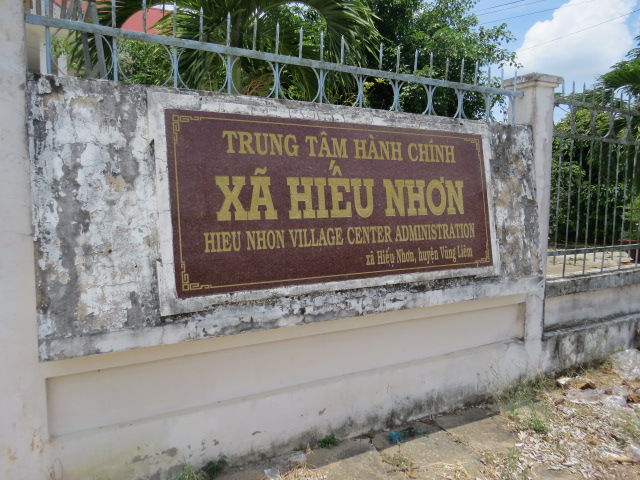 TRUNG TÂM HÀNH CHÍNH
XÃ HIẾU NHƠN
HIEU NHON VILLAGE CENTER ADMINISTRATION
xã Hiếu Nhơn, huyện Vũng Liêm